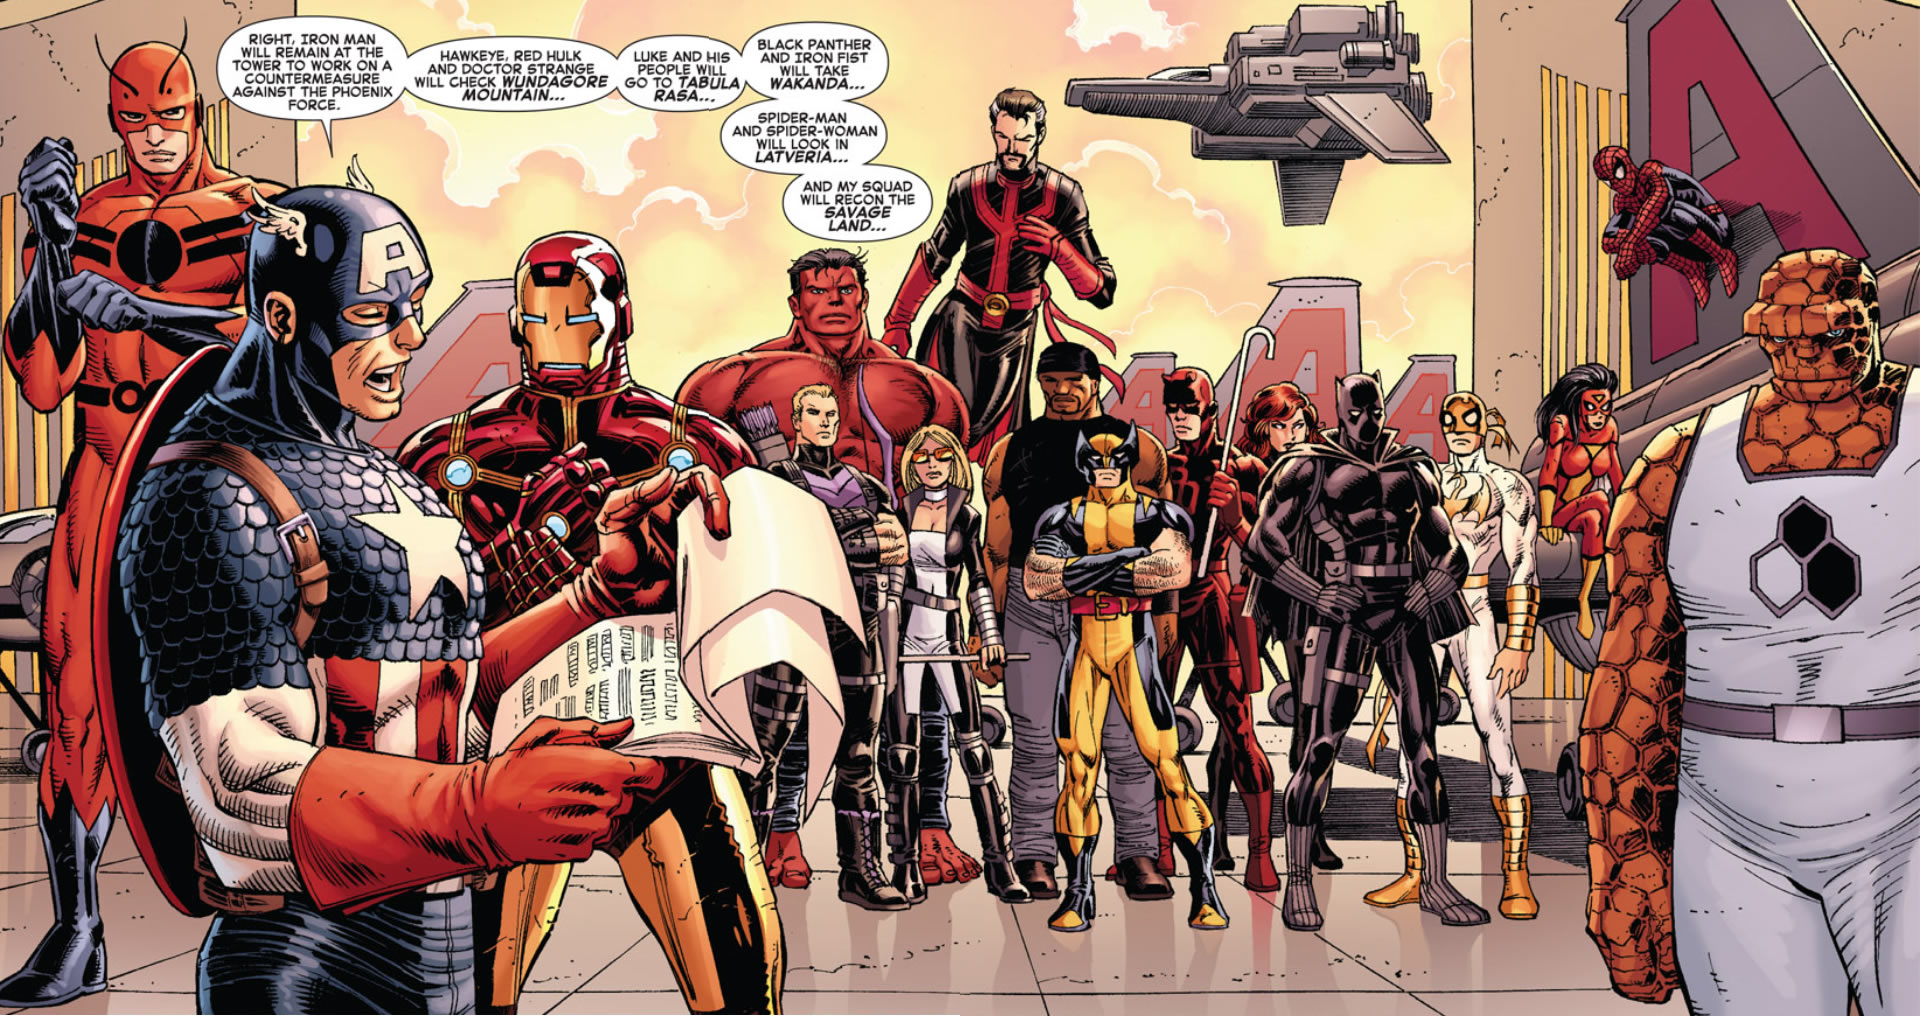 RIGHT, IRON MAN
WILL REMAIN AT THE
TOWER TO WORK ON A
COUNTERMEASURE
AGAINST THE PHOENIX
FORCE.
HAWKEYE, RED HULK
AND DOCTOR STRANGE
WILL CHECK WUNDAGORE
MOUNTAIN...
LUKE AND HIS
PEOPLE WILL
GO TO TABULA
RASA...
BLACK PANTHER
AND IRON FIST
WILL TAKE
WAKANDA...
SPIDER-MAN
AND SPIDER-WOMAN
WILL LOOK IN
LATVERIA...
AND MY SQUAD
WILL RECON THE
SAVAGE
LAND...
A
A
A
A
A
A